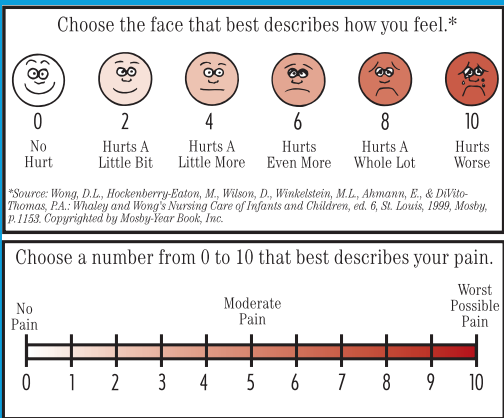 Choose the face that best describes how you feel.*
0 2 4 6 8 10
No Hurts A Hurts A Hurts Hurts A Hurts
Hurt Little Bit Little More Even More Whole Lot Worse
*Source: Wong, D.L., Hockenberry-Eaton, M., Wilson, D., Winkelstein, M.L., Ahmann, E., & DiVito-
Thomas, P.A.: Whaley and Wong's Nursing Care of Infants and Children, ed. 6, St. Louis, 1999, Mosby,
p.1153. Copyrighted by Mosby-Year Book, Inc.
Choose a number from 0 to 10 that best describes your pain.
No
Pain
Moderate
Pain
Worst
Possible
Pain
0 1 2 3 4 5 6 7 8 9 10